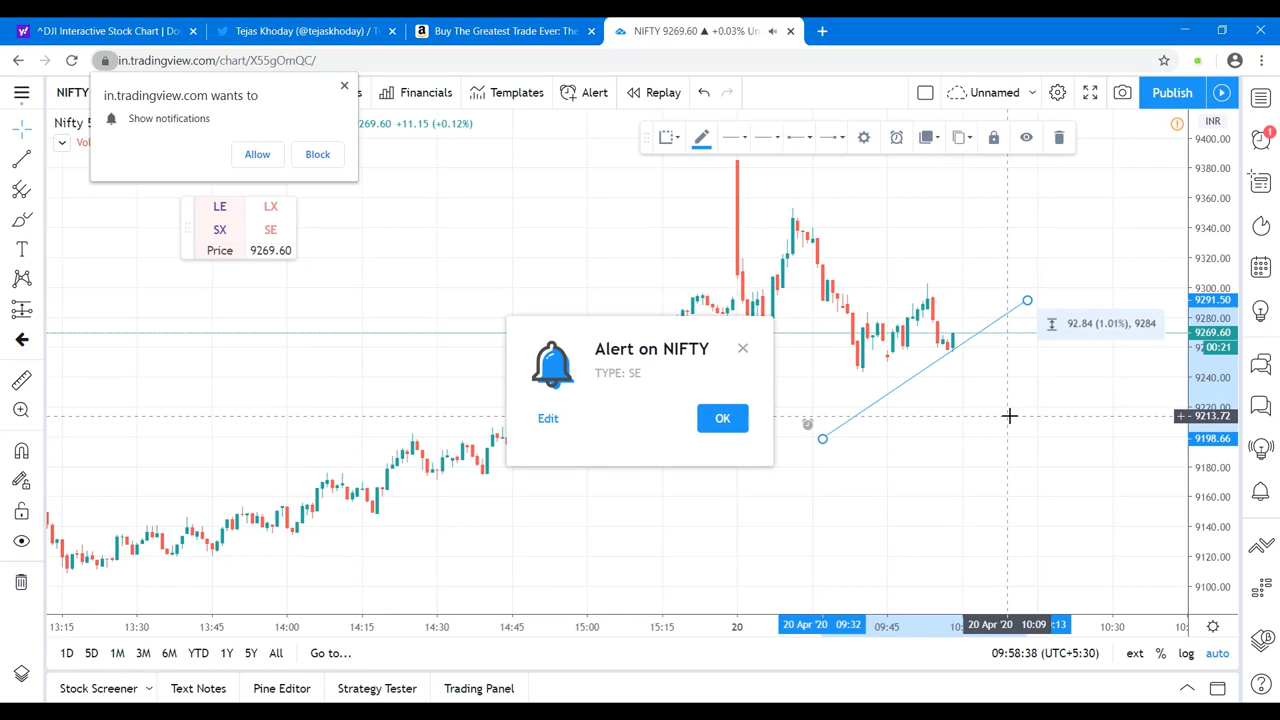 ^DJI Interactive Stock Chart | Do
Tejas Khoday (@tejaskhoday) / T
Buy The Greatest Trade Ever: The
NIFTY 9269.60 ▲ +0.03% Un
in.tradingview.com/chart/X55gOmQC/
in.tradingview.com wants to
Show notifications
Allow
Block
NIFTY
Financials
Templates
Alert
Replay
Unnamed
Publish
Nifty 5
269.60 +11.15 (+0.12%)
Vol
LE LX
SX SE
Price 9269.60
Alert on NIFTY
TYPE: SE
Edit
OK
92.84 (1.01%), 9284
INR
9400.00
9380.00
9360.00
9340.00
9320.00
9300.00
9291.50
9280.00
9269.60
00:21
9240.00
9220.00
9213.72
9198.66
9180.00
9160.00
9140.00
9120.00
9100.00
1
13:15 13:30 13:45 14:00 14:15 14:30 14:45 15:00 15:15 20 20 Apr '20 09:32 09:45 10: 20 Apr '20 10:09 :13 10:30 10:
1D 5D 1M 3M 6M YTD 1Y 5Y All Go to... 09:58:38 (UTC+5:30) ext % log auto
Stock Screener Text Notes Pine Editor Strategy Tester Trading Panel